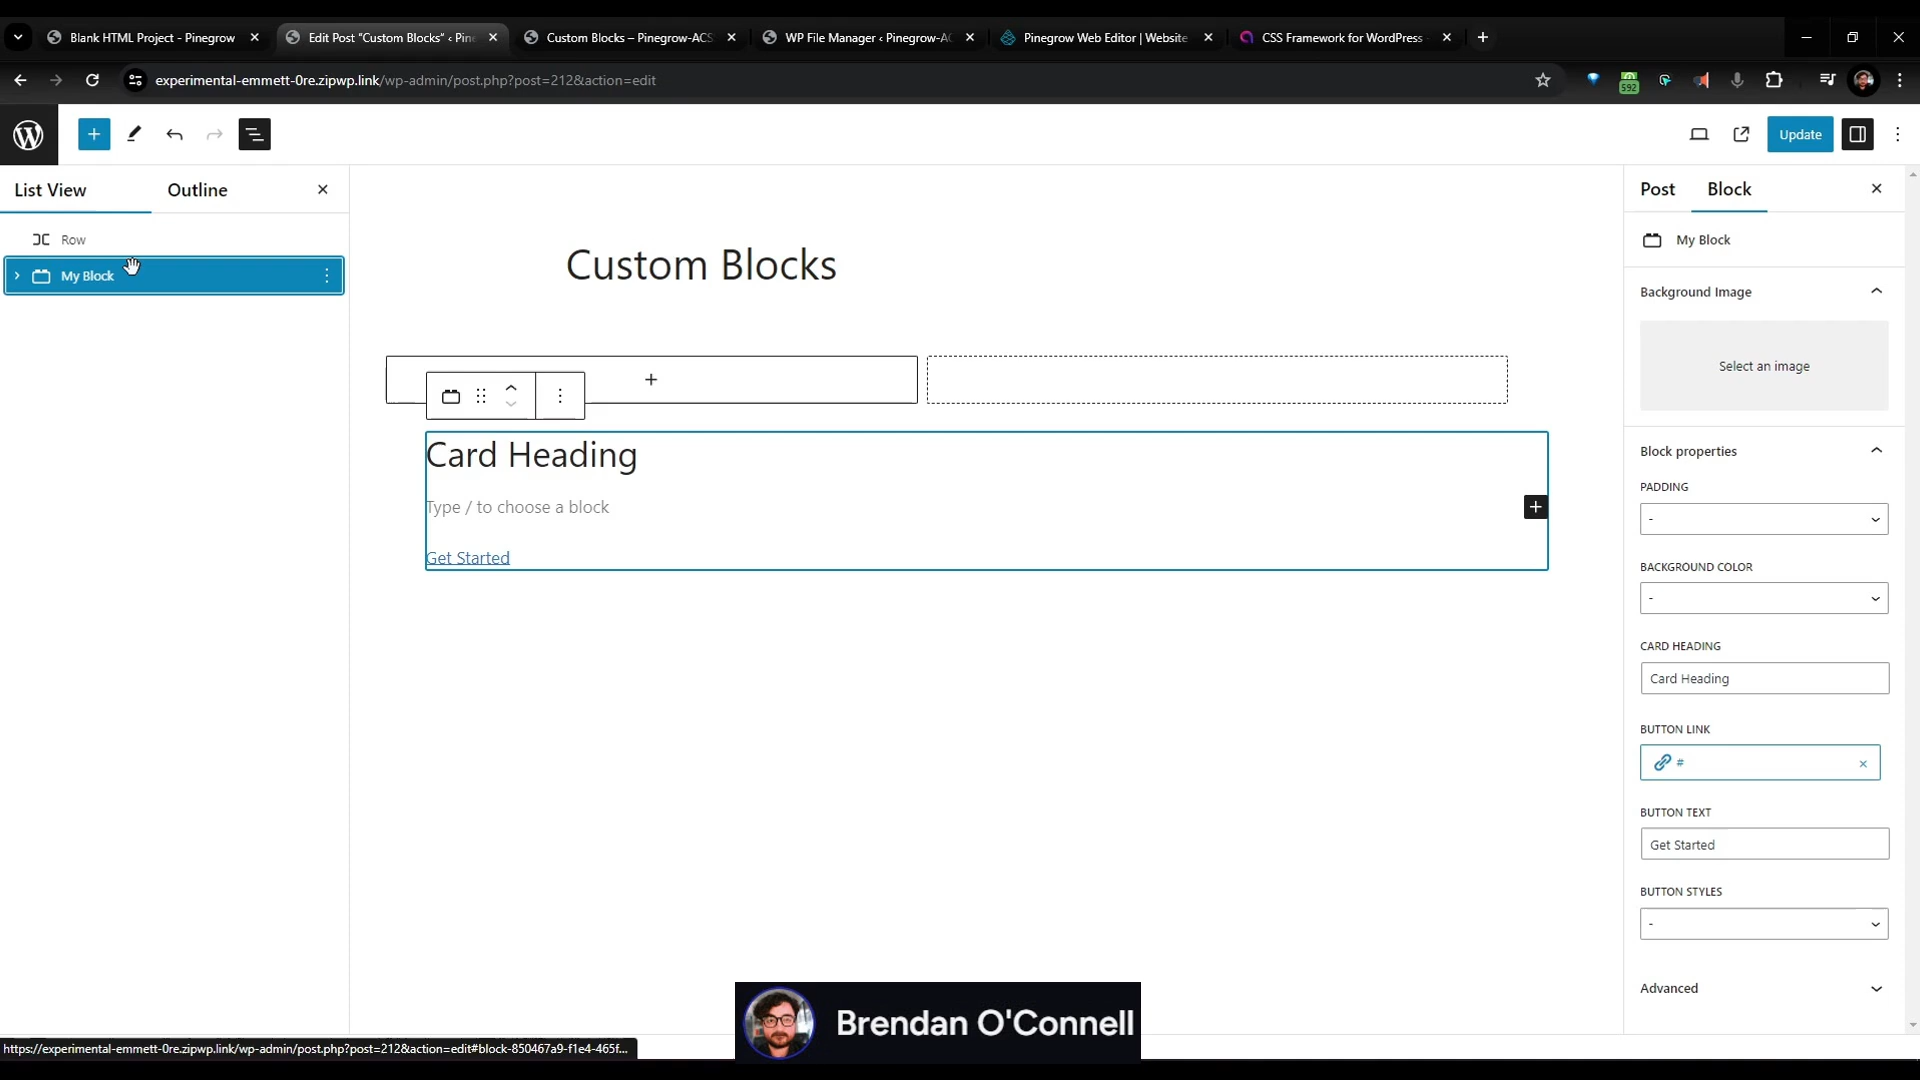 Blank HTML Project - Pinegrow
Edit Post “Custom Blocks” ‹ Pin
Custom Blocks – Pinegrow-ACS
WP File Manager ‹ Pinegrow-AC
Pinegrow Web Editor | Website
CSS Framework for WordPress
experimental-emmett-0re.zipwp.link/wp-admin/post.php?post=212&action=edit
592
Update
List View
Outline
Row
My Block
Custom Blocks
Card Heading
Type / to choose a block
Get Started
Post
Block
My Block
Background Image
Select an image
Block properties
PADDING
-
BACKGROUND COLOR
-
CARD HEADING
Card Heading
BUTTON LINK
#
BUTTON TEXT
Get Started
BUTTON STYLES
-
Advanced
Brendan O'Connell
https://experimental-emmett-0re.zipwp.link/wp-admin/post.php?post=212&action=edit#block-850467a9-f1e4-465f...